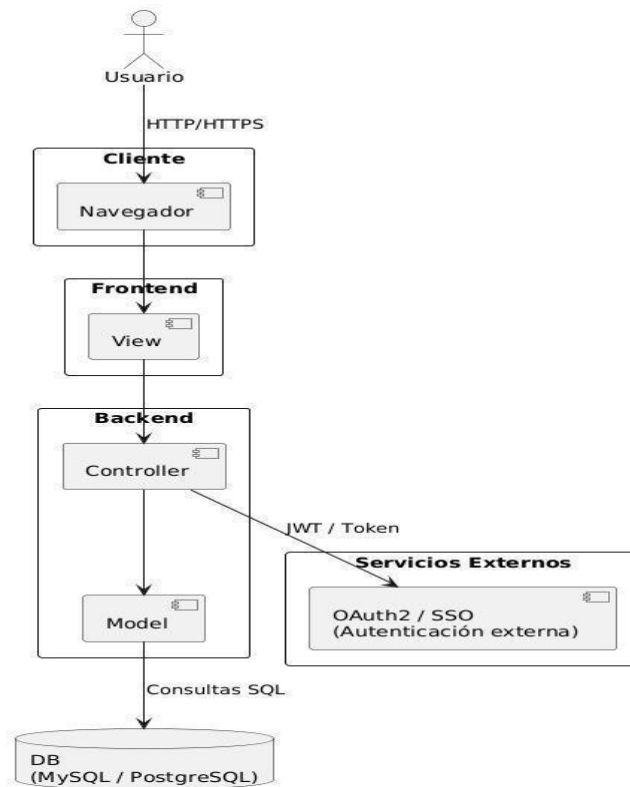 Usuario
HTTP/HTTPS
Cliente
Navegador
Frontend
View
Backend
Controller
JWT / Token
Servicios Externos
OAuth2 / SSO
(Autenticación externa)
Model
Consultas SQL
DB
(MySQL / PostgreSQL)